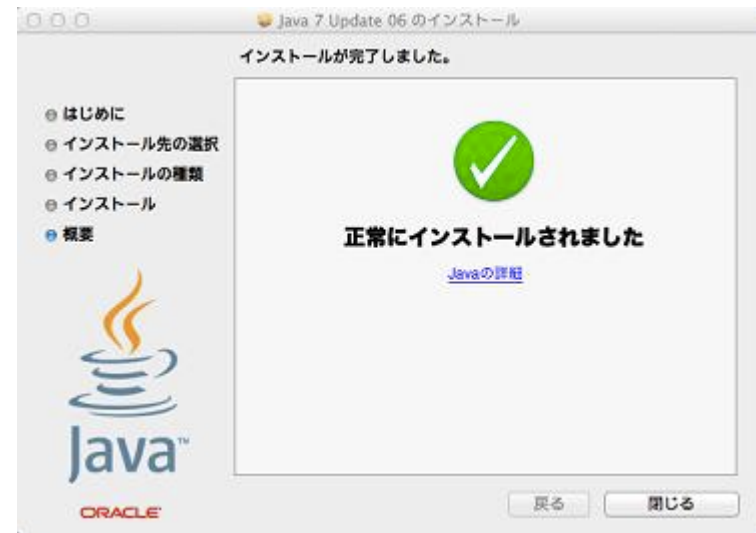 Java 7 Update 06 のインストール
インストールが完了しました。
はじめに
インストール先の選択
インストールの種類
インストール
概要
正常にインストールされました
Javaの詳細
Java™
ORACLE®
戻る
閉じる